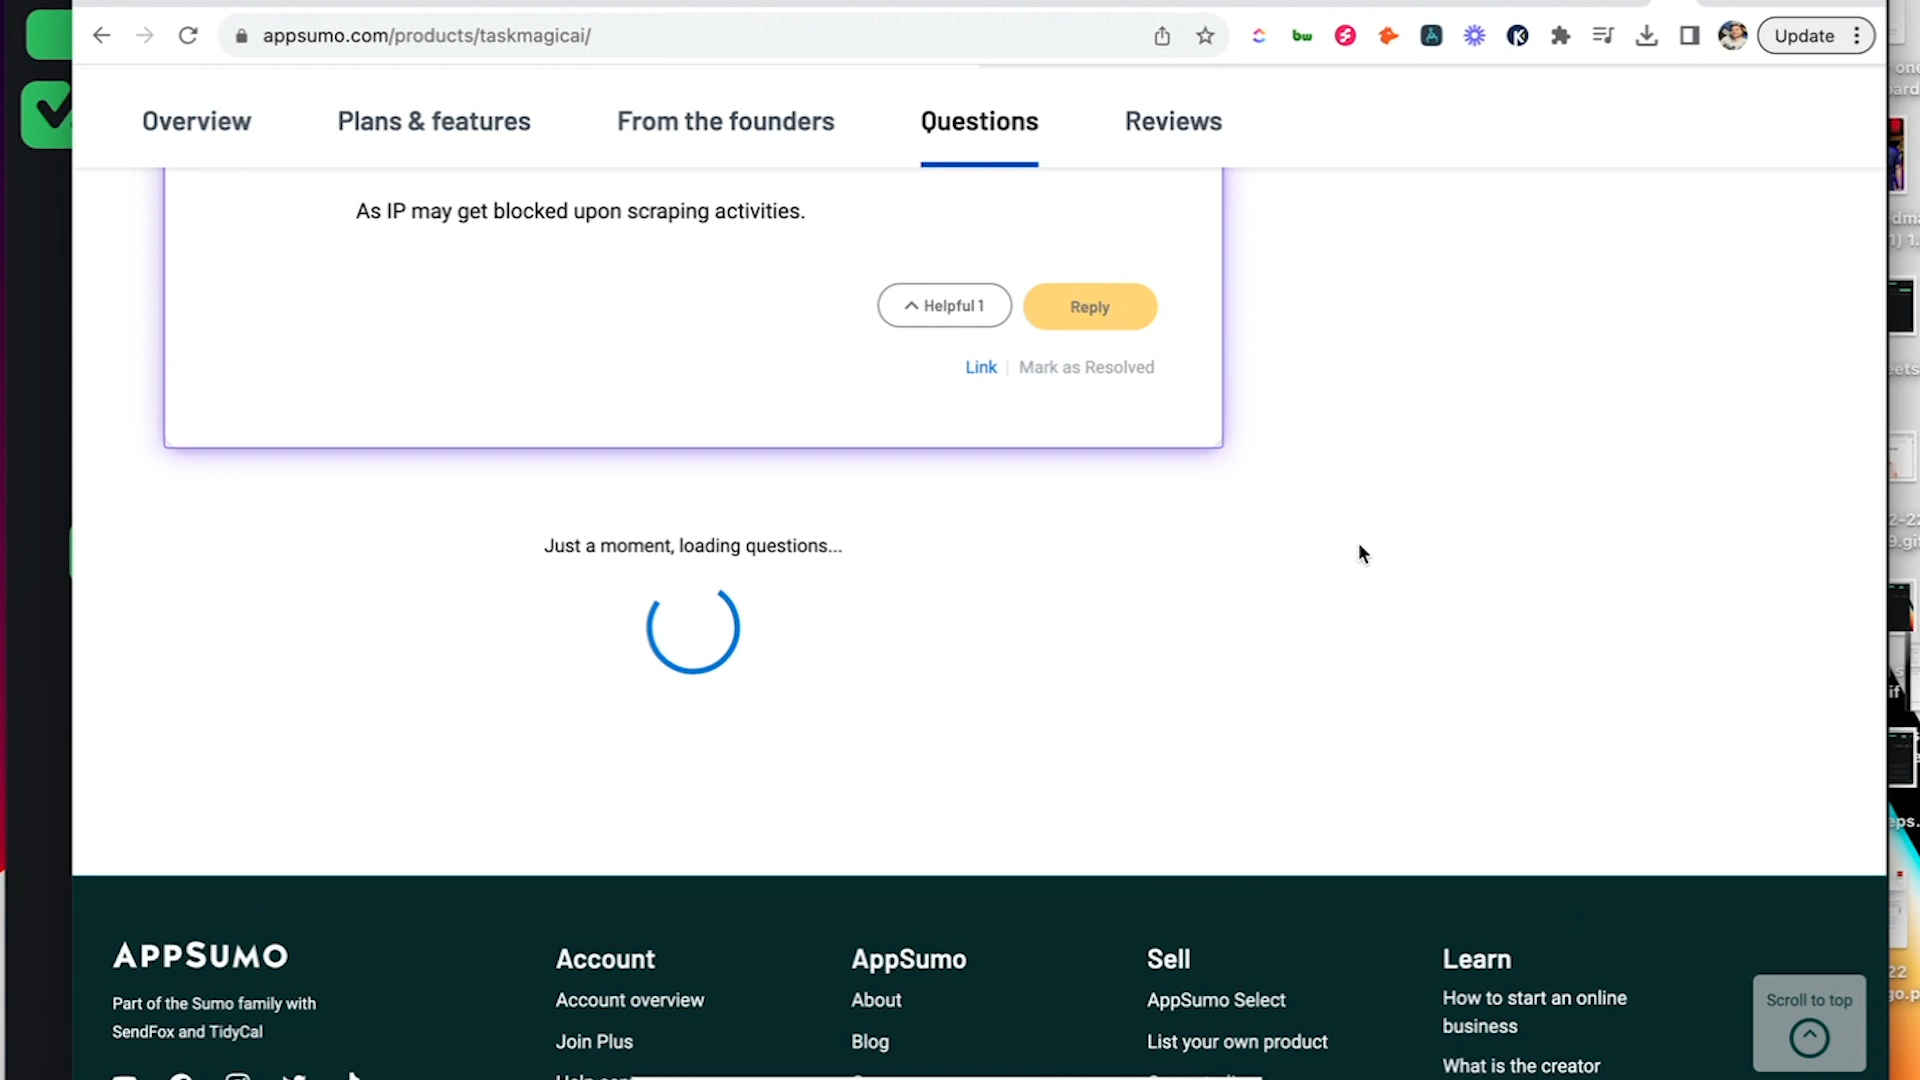 appsumo.com/products/taskmagicai/
bw
Update
Overview
Plans & features
From the founders
Questions
Reviews
As IP may get blocked upon scraping activities.
Helpful 1
Reply
Link
Mark as Resolved
Just a moment, loading questions...
APPSUMO
Part of the Sumo family with
SendFox and TidyCal
Account
Account overview
Join Plus
AppSumo
About
Blog
Sell
AppSumo Select
List your own product
Learn
How to start an online
business
What is the creator
Scroll to top